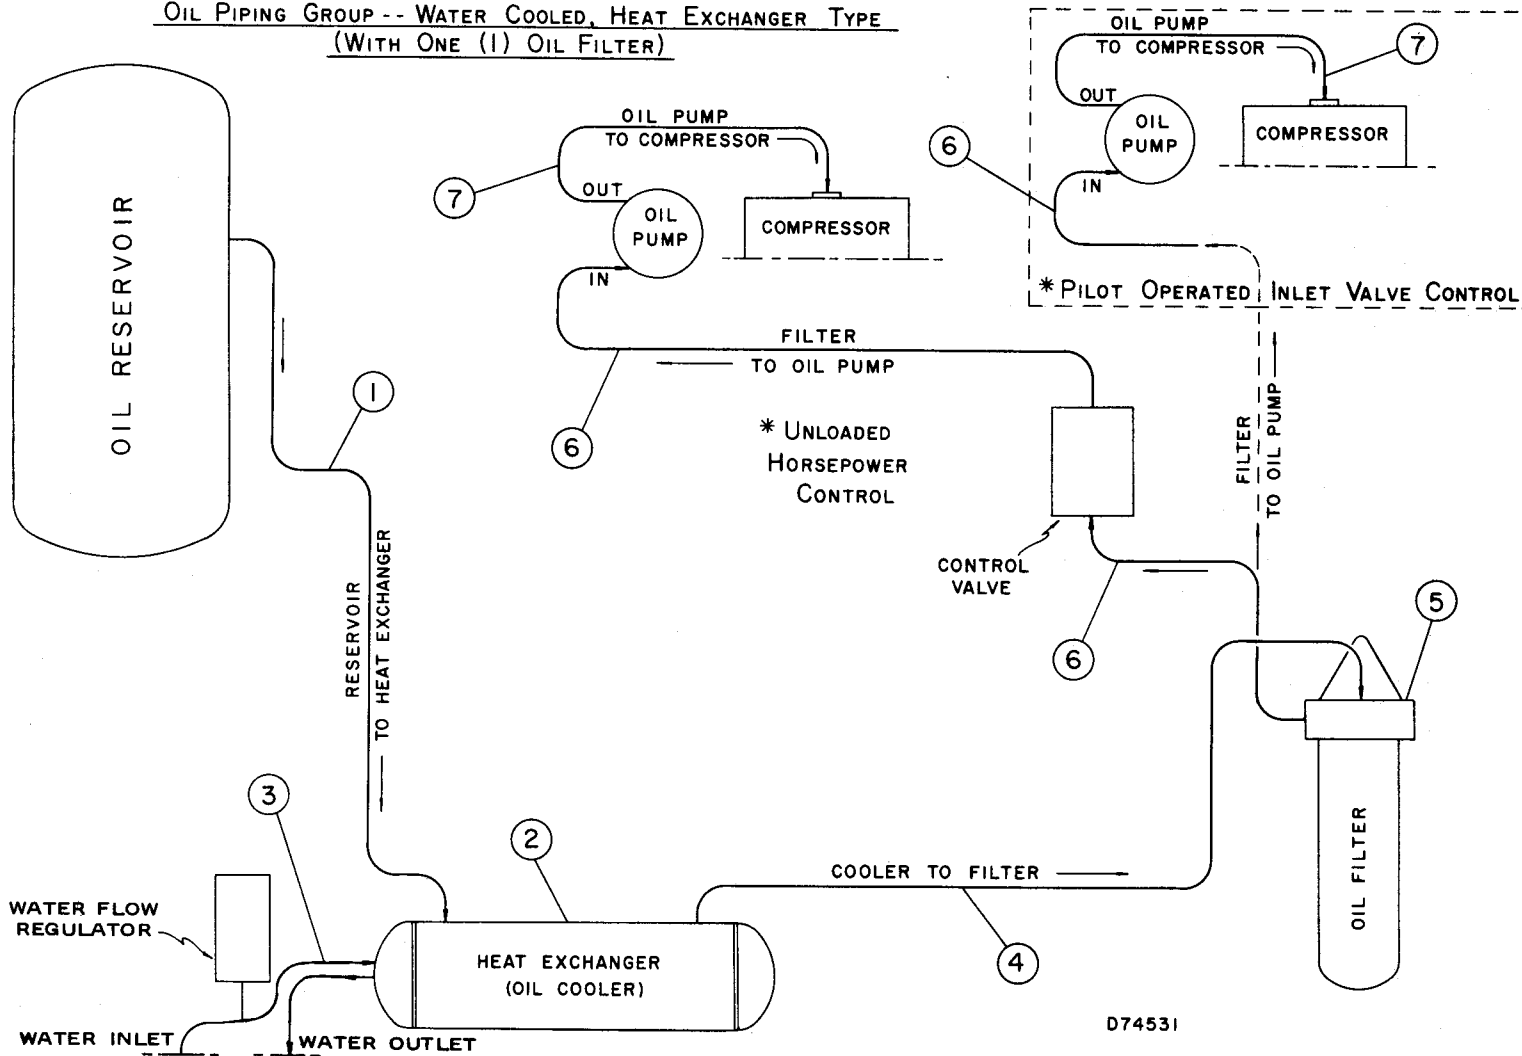 OIL PIPING GROUP -- WATER COOLED, HEAT EXCHANGER TYPE
(WITH ONE (1) OIL FILTER)
OIL PUMP
TO COMPRESSOR
7
OUT
OIL
PUMP
COMPRESSOR
6
IN
* PILOT OPERATED INLET VALVE CONTROL
OIL PUMP
TO COMPRESSOR
7
OUT
OIL
PUMP
COMPRESSOR
IN
OIL RESERVOIR
FILTER
TO OIL PUMP
1
6
* UNLOADED
HORSEPOWER
CONTROL
FILTER
TO OIL PUMP
CONTROL
VALVE
RESERVOIR
TO HEAT EXCHANGER
5
6
3
2
COOLER TO FILTER
OIL FILTER
WATER FLOW
REGULATOR
HEAT EXCHANGER
(OIL COOLER)
4
WATER INLET
WATER OUTLET
D74531